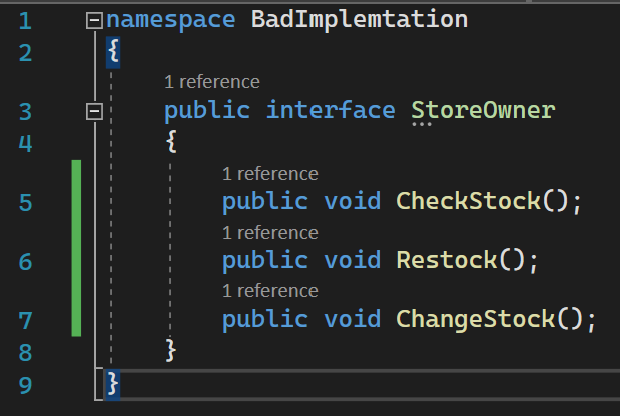 1 namespace BadImplemtation
2 {
1 reference
3 public interface StoreOwner
4 {
1 reference
5 public void CheckStock();
1 reference
6 public void Restock();
1 reference
7 public void ChangeStock();
8 }
9 }